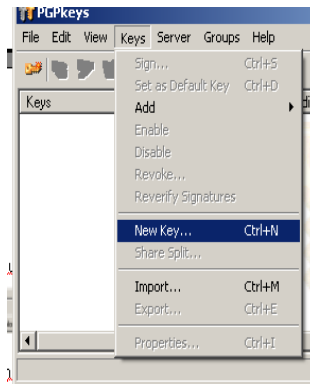 PGPkeys
File Edit View Keys Server Groups Help
Sign... Ctrl+S
Set as Default Key Ctrl+D
Keys
Add
Enable
Disable
Revoke...
Reverify Signatures
New Key... Ctrl+N
Share Split...
Import... Ctrl+M
Export... Ctrl+E
Properties... Ctrl+I